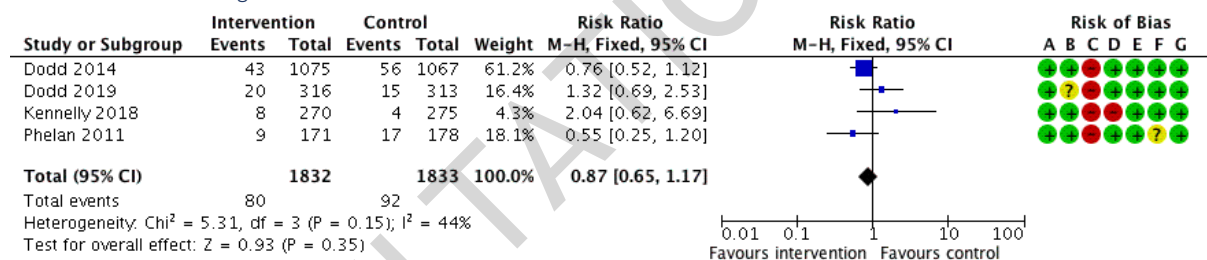 Intervention Control Risk Ratio Risk Ratio Risk of Bias
Study or Subgroup Events Total Events Total Weight M-H, Fixed, 95% CI M-H, Fixed, 95% CI A B C D E F G
Dodd 2014 43 1075 56 1067 61.2% 0.76 [0.52, 1.12] + + - + + + +
Dodd 2019 20 316 15 313 16.4% 1.32 [0.69, 2.53] + ? - + + + +
Kennelly 2018 8 270 4 275 4.3% 2.04 [0.62, 6.69] + + - - + + +
Phelan 2011 9 171 17 178 18.1% 0.55 [0.25, 1.20] + + - + + ? +
Total (95% CI) 1832 1833 100.0% 0.87 [0.65, 1.17]
Total events 80 92
Heterogeneity: Chi² = 5.31, df = 3 (P = 0.15); I² = 44%
Test for overall effect: Z = 0.93 (P = 0.35)
0.01 0.1 1 10 100
Favours intervention Favours control